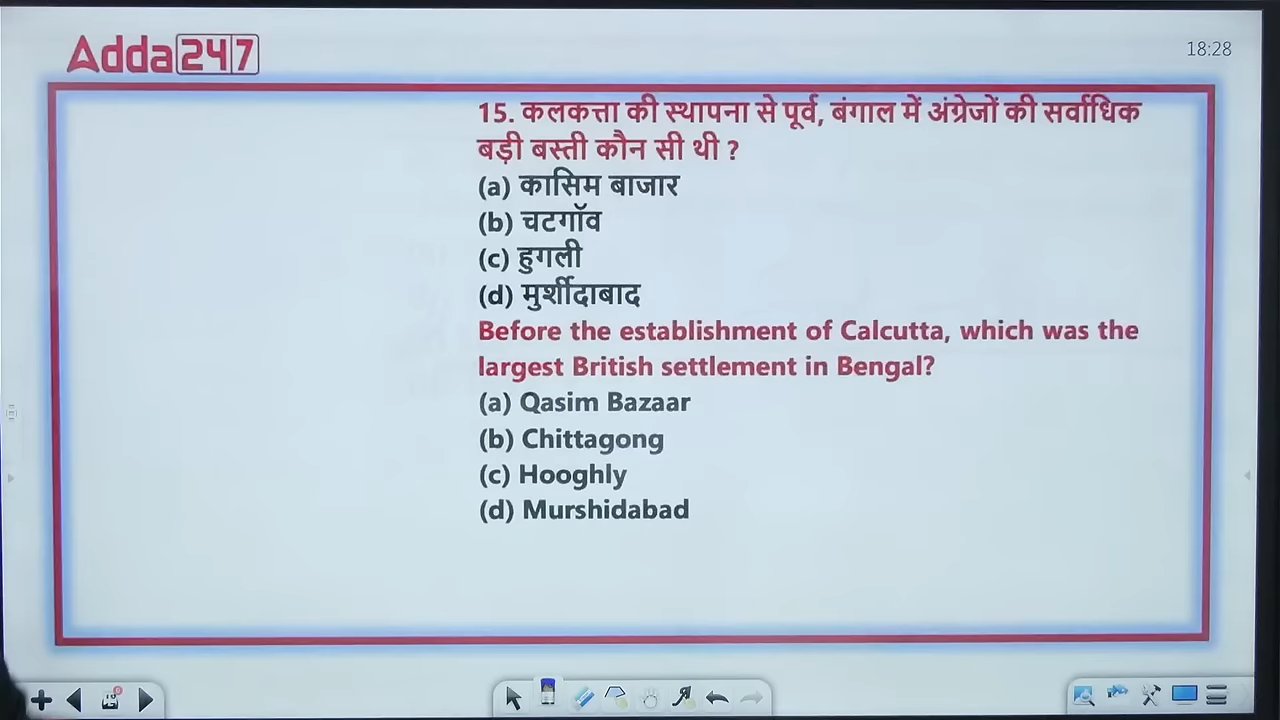 Adda247
18:28
15. कलकत्ता की स्थापना से पूर्व, बंगाल में अंग्रेजों की सर्वाधिक
बड़ी बस्ती कौन सी थी ?
(a) कासिम बाजार
(b) चटगॉव
(c) हुगली
(d) मुर्शीदाबाद
Before the establishment of Calcutta, which was the
largest British settlement in Bengal?
(a) Qasim Bazaar
(b) Chittagong
(c) Hooghly
(d) Murshidabad